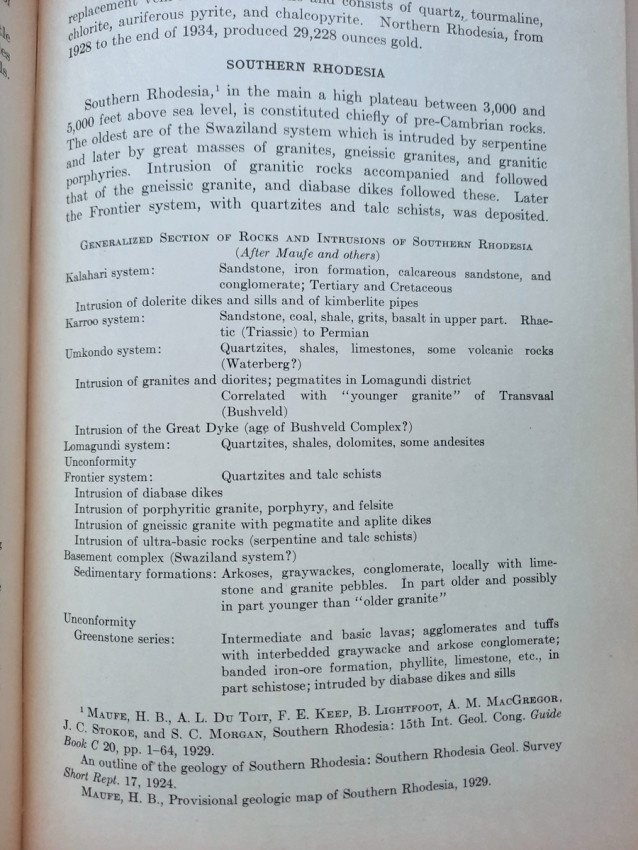 replacement
and consists of quartz, tourmaline,
chlorite, auriferous pyrite, and chalcopyrite. Northern Rhodesia, from
1928 to the end of 1934, produced 29,228 ounces gold.
SOUTHERN RHODESIA
Southern Rhodesia,¹ in the main a high plateau between 3,000 and
5,000 feet above sea level, is constituted chiefly of pre-Cambrian rocks.
The oldest are of the Swaziland system which is intruded by serpentine
and later by great masses of granites, gneissic granites, and granitic
porphyries. Intrusion of granitic rocks accompanied and followed
that of the gneissic granite, and diabase dikes followed these. Later
the Frontier system, with quartzites and talc schists, was deposited.
GENERALIZED SECTION OF ROCKS AND INTRUSIONS OF SOUTHERN RHODESIA
(After Maufe and others)
Kalahari system: Sandstone, iron formation, calcareous sandstone, and
conglomerate; Tertiary and Cretaceous
Intrusion of dolerite dikes and sills and of kimberlite pipes
Karroo system: Sandstone, coal, shale, grits, basalt in upper part. Rhae-
tic (Triassic) to Permian
Umkondo system: Quartzites, shales, limestones, some volcanic rocks
(Waterberg?)
Intrusion of granites and diorites; pegmatites in Lomagundi district
Correlated with "younger granite" of Transvaal
(Bushveld)
Intrusion of the Great Dyke (age of Bushveld Complex?)
Lomagundi system: Quartzites, shales, dolomites, some andesites
Unconformity
Frontier system: Quartzites and talc schists
Intrusion of diabase dikes
Intrusion of porphyritic granite, porphyry, and felsite
Intrusion of gneissic granite with pegmatite and aplite dikes
Intrusion of ultra-basic rocks (serpentine and talc schists)
Basement complex (Swaziland system?)
Sedimentary formations: Arkoses, graywackes, conglomerate, locally with lime-
stone and granite pebbles. In part older and possibly
in part younger than "older granite"
Unconformity
Greenstone series: Intermediate and basic lavas; agglomerates and tuffs
with interbedded graywacke and arkose conglomerate;
banded iron-ore formation, phyllite, limestone, etc., in
part schistose; intruded by diabase dikes and sills
¹ MAUFE, H. B., A. L. DU TOIT, F. E. KEEP, B. LIGHTFOOT, A. M. MACGREGOR,
J. C. STOKOE, and S. C. MORGAN, Southern Rhodesia: 15th Int. Geol. Cong. Guide
Book C 20, pp. 1–64, 1929.
An outline of the geology of Southern Rhodesia: Southern Rhodesia Geol. Survey
Short Rept. 17, 1924.
MAUFE, H. B., Provisional geologic map of Southern Rhodesia, 1929.